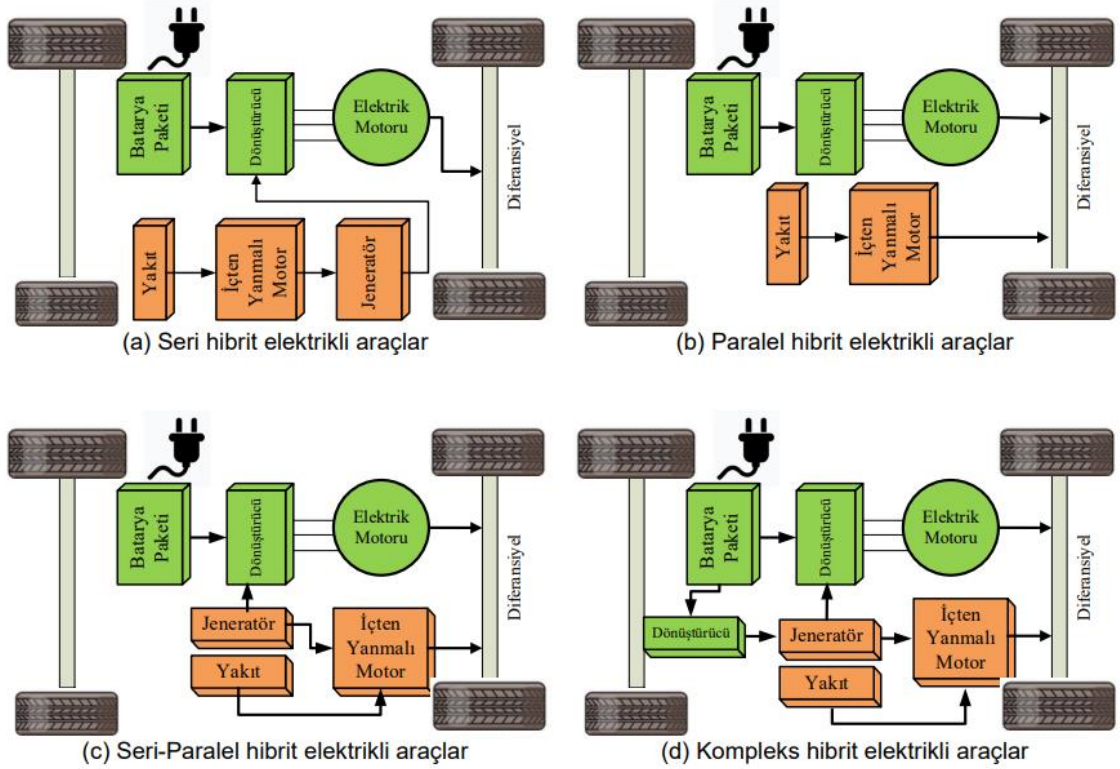 Batarya
Paketi
Dönüştürücü
Elektrik
Motoru
Diferansiyel
Yakıt
İçten
Yanmalı
Motor
Jeneratör
(a) Seri hibrit elektrikli araçlar
Batarya
Paketi
Dönüştürücü
Elektrik
Motoru
Diferansiyel
Yakıt
İçten
Yanmalı
Motor
(b) Paralel hibrit elektrikli araçlar
Batarya
Paketi
Dönüştürücü
Elektrik
Motoru
Diferansiyel
Jeneratör
Yakıt
İçten
Yanmalı
Motor
(c) Seri-Paralel hibrit elektrikli araçlar
Batarya
Paketi
Dönüştürücü
Elektrik
Motoru
Diferansiyel
Dönüştürücü
Jeneratör
Yakıt
İçten
Yanmalı
Motor
(d) Kompleks hibrit elektrikli araçlar